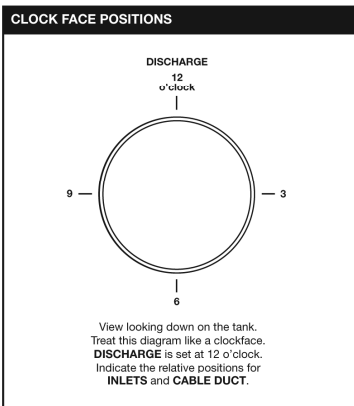 CLOCK FACE POSITIONS
DISCHARGE
12
o'clock
9
3
6
View looking down on the tank.
Treat this diagram like a clockface.
DISCHARGE is set at 12 o'clock.
Indicate the relative positions for
INLETS and CABLE DUCT.